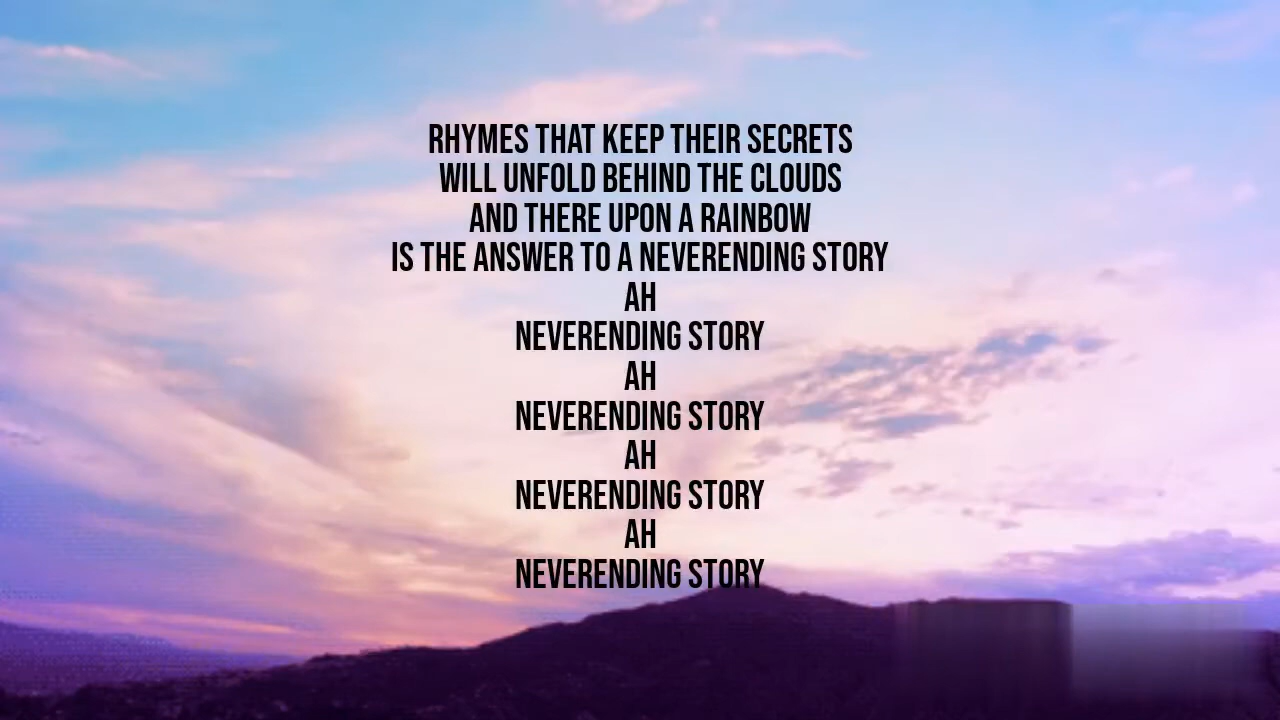 RHYMES THAT KEEP THEIR SECRETS
WILL UNFOLD BEHIND THE CLOUDS
AND THERE UPON A RAINBOW
IS THE ANSWER TO A NEVERENDING STORY
AH
NEVERENDING STORY
AH
NEVERENDING STORY
AH
NEVERENDING STORY
AH
NEVERENDING STORY